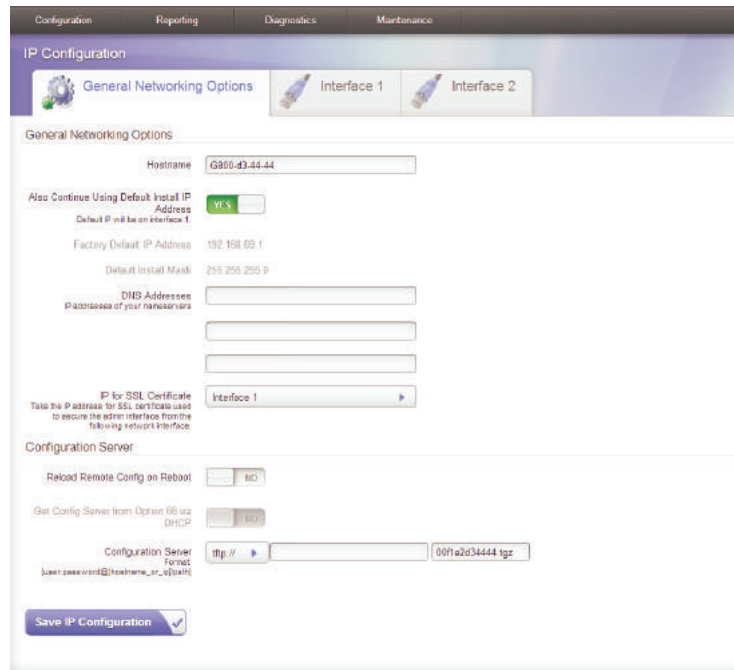 Configuration Reporting Diagnostics Maintenance
IP Configuration
General Networking Options Interface 1 Interface 2
General Networking Options
Hostname G800-d3-44-44
Also Continue Using Default Install IP
Address YES
Default IP will be on interface 1.
Factory Default IP Address 192.168.69.1
Default Install Mask 255.255.255.0
DNS Addresses
IP addresses of your nameservers
IP for SSL Certificate Interface 1
Take the IP address for SSL certificate used
to secure the admin interface from the
following network interface.
Configuration Server
Reload Remote Config on Reboot NO
Get Config Server from Option 66 via
DHCP NO
Configuration Server tftp:// 00f1a2d34444.tgz
Format:
[user:password@]hostname_or_ip[/path]
Save IP Configuration